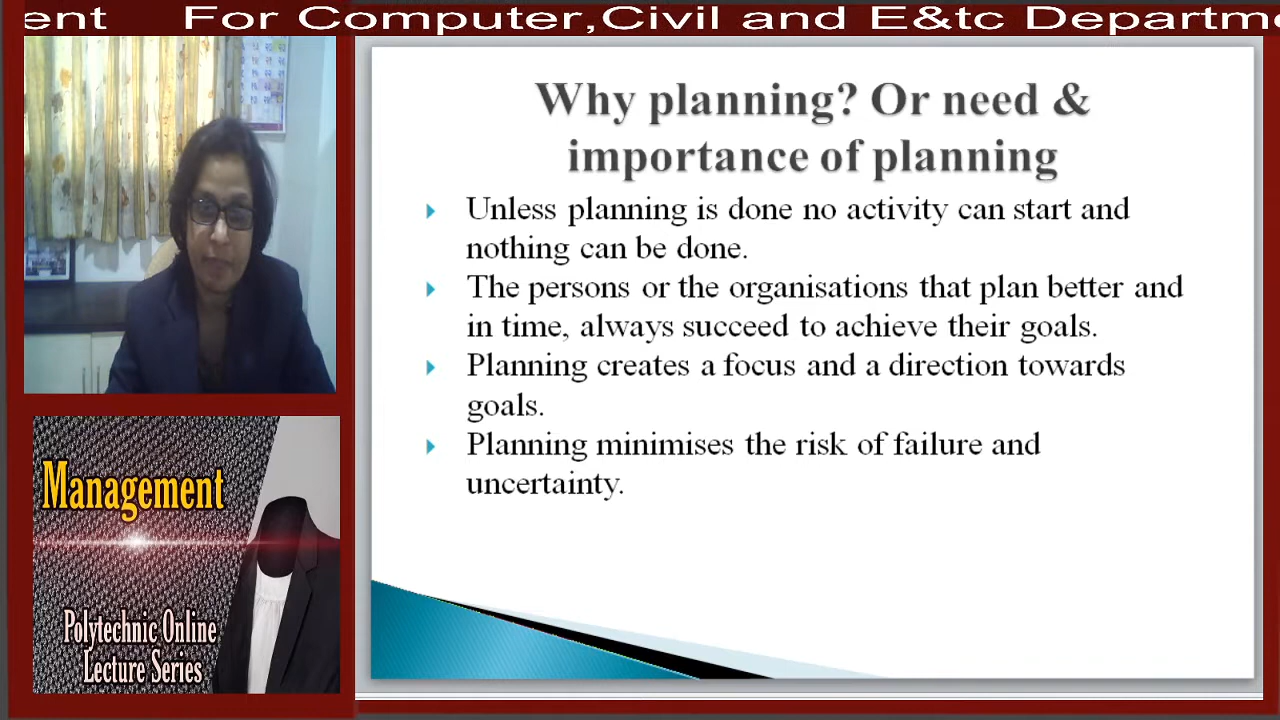 ent For Computer,Civil and E&tc Departme
Why planning? Or need &
importance of planning
Unless planning is done no activity can start and
nothing can be done.
The persons or the organisations that plan better and
in time, always succeed to achieve their goals.
Planning creates a focus and a direction towards
goals.
Planning minimises the risk of failure and
uncertainty.
Management
Polytechnic Online
Lecture Series